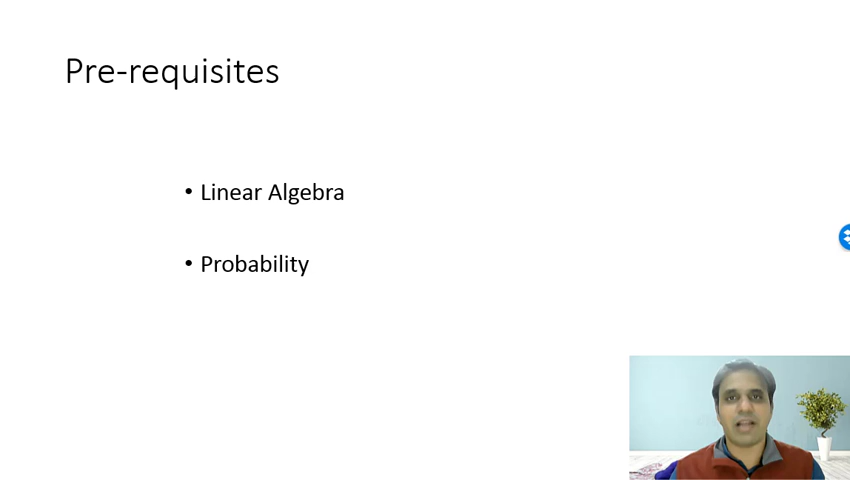 Pre-requisites
• Linear Algebra
• Probability